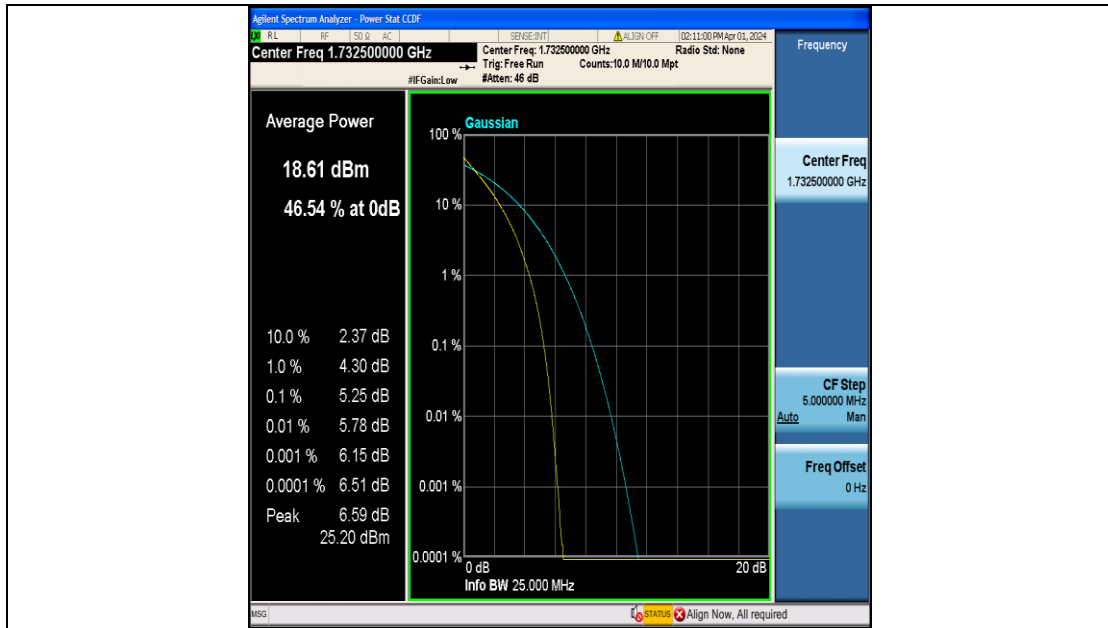 Agilent Spectrum Analyzer - Power Stat CCDF
RL RF 50 Ω AC SENSE:INT ALIGN OFF 02:11:00 PM Apr 01, 2024
Center Freq 1.732500000 GHz
Center Freq: 1.732500000 GHz Radio Std: None
Trig: Free Run Counts:10.0 M/10.0 Mpt
#IFGain:Low #Atten: 46 dB
Frequency
Average Power
18.61 dBm
46.54 % at 0dB
10.0 % 2.37 dB
1.0 % 4.30 dB
0.1 % 5.25 dB
0.01 % 5.78 dB
0.001 % 6.15 dB
0.0001 % 6.51 dB
Peak 6.59 dB
25.20 dBm
Gaussian
100 %
10 %
1 %
0.1 %
0.01 %
0.001 %
0.0001 %
0 dB 20 dB
Info BW 25.000 MHz
Center Freq
1.732500000 GHz
CF Step
5.000000 MHz
Auto Man
Freq Offset
0 Hz
MSG STATUS Align Now, All required